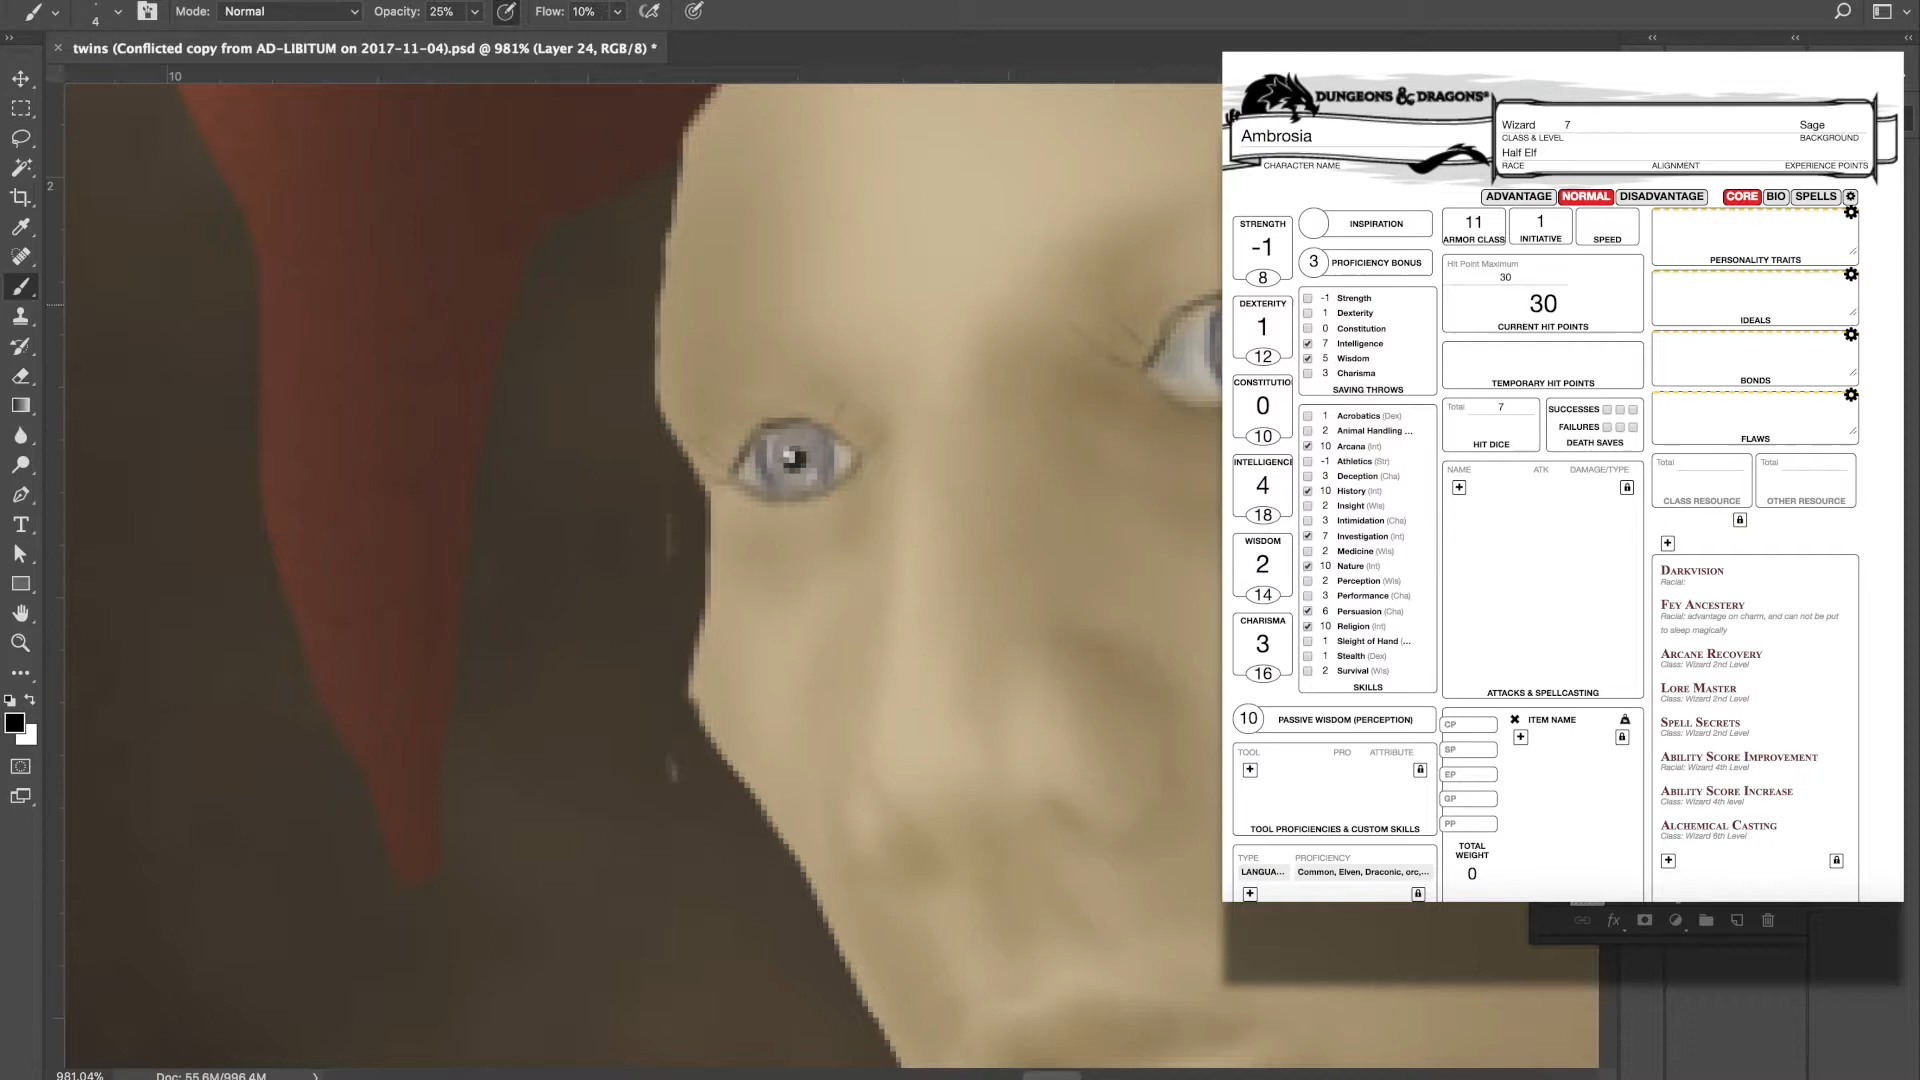 4
Mode: Normal
Opacity: 25%
Flow: 10%
twins (Conflicted copy from AD-LIBITUM on 2017-11-04).psd @ 981% (Layer 24, RGB/8) *
10
2
DUNGEONS & DRAGONS®
Ambrosia
CHARACTER NAME
Wizard 7 Sage
CLASS & LEVEL BACKGROUND
Half Elf
RACE ALIGNMENT EXPERIENCE POINTS
ADVANTAGE NORMAL DISADVANTAGE CORE BIO SPELLS
STRENGTH
-1
8
DEXTERITY
1
12
CONSTITUTIO
0
10
INTELLIGENCE
4
18
WISDOM
2
14
CHARISMA
3
16
INSPIRATION
3 PROFICIENCY BONUS
-1 Strength
1 Dexterity
0 Constitution
7 Intelligence
5 Wisdom
3 Charisma
SAVING THROWS
1 Acrobatics (Dex)
2 Animal Handling ...
10 Arcana (Int)
-1 Athletics (Str)
3 Deception (Cha)
10 History (Int)
2 Insight (Wis)
3 Intimidation (Cha)
7 Investigation (Int)
2 Medicine (Wis)
10 Nature (Int)
2 Perception (Wis)
3 Performance (Cha)
6 Persuasion (Cha)
10 Religion (Int)
1 Sleight of Hand (...
1 Stealth (Dex)
2 Survival (Wis)
SKILLS
10 PASSIVE WISDOM (PERCEPTION)
TOOL PRO ATTRIBUTE
TOOL PROFICIENCIES & CUSTOM SKILLS
TYPE PROFICIENCY
LANGUA... Common, Elven, Draconic, orc,...
11
ARMOR CLASS
1
INITIATIVE
SPEED
Hit Point Maximum
30
30
CURRENT HIT POINTS
TEMPORARY HIT POINTS
Total 7
HIT DICE
SUCCESSES
FAILURES
DEATH SAVES
NAME ATK DAMAGE/TYPE
ATTACKS & SPELLCASTING
CP
SP
EP
GP
PP
TOTAL
WEIGHT
0
ITEM NAME
PERSONALITY TRAITS
IDEALS
BONDS
FLAWS
Total
CLASS RESOURCE
Total
OTHER RESOURCE
DARKVISION
Racial:
FEY ANCESTERY
Racial: advantage on charm, and can not be put
to sleep magically
ARCANE RECOVERY
Class: Wizard 2nd Level
LORE MASTER
Class: Wizard 2nd Level
SPELL SECRETS
Class: Wizard 2nd Level
ABILITY SCORE IMPROVEMENT
Racial: Wizard 4th Level
ABILITY SCORE INCREASE
Class: Wizard 4th level
ALCHEMICAL CASTING
Class: Wizard 6th Level
fx
981.04% Doc: 55.6M/996.4M